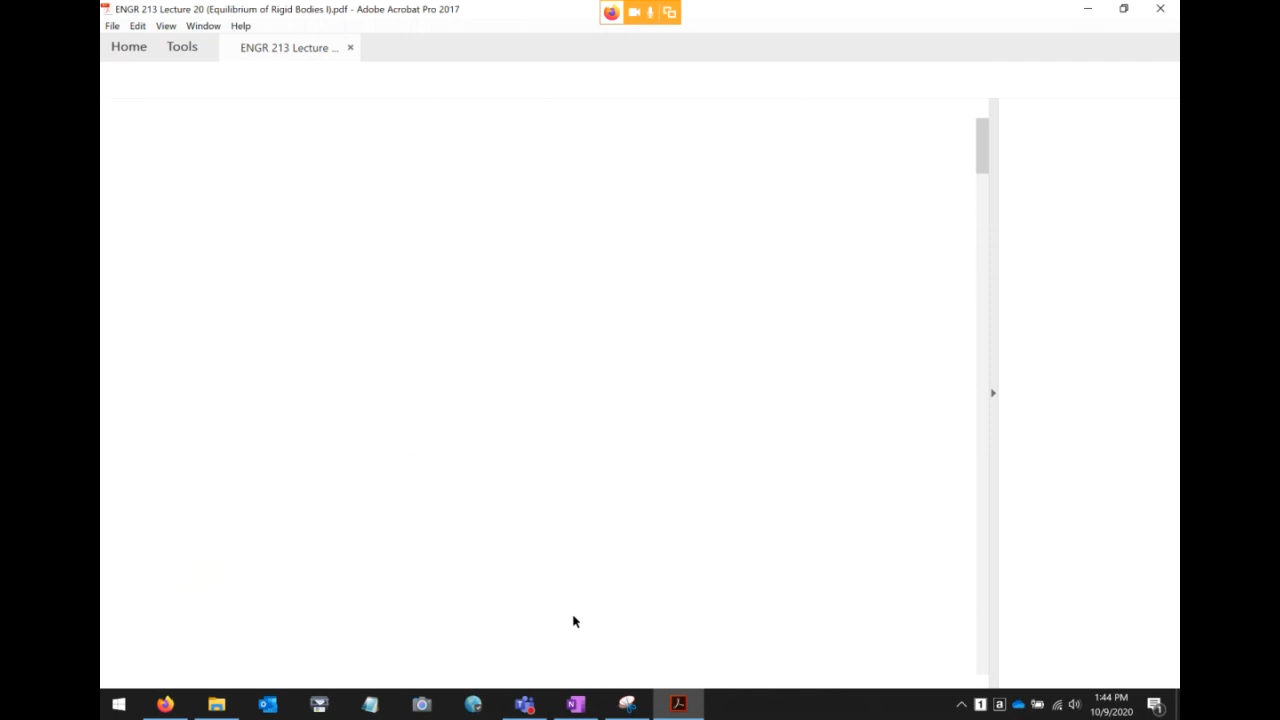 ENGR 213 Lecture 20 (Equilibrium of Rigid Bodies I).pdf - Adobe Acrobat Pro 2017
File Edit View Window Help
Home Tools ENGR 213 Lecture ... ×
1:44 PM
10/9/2020